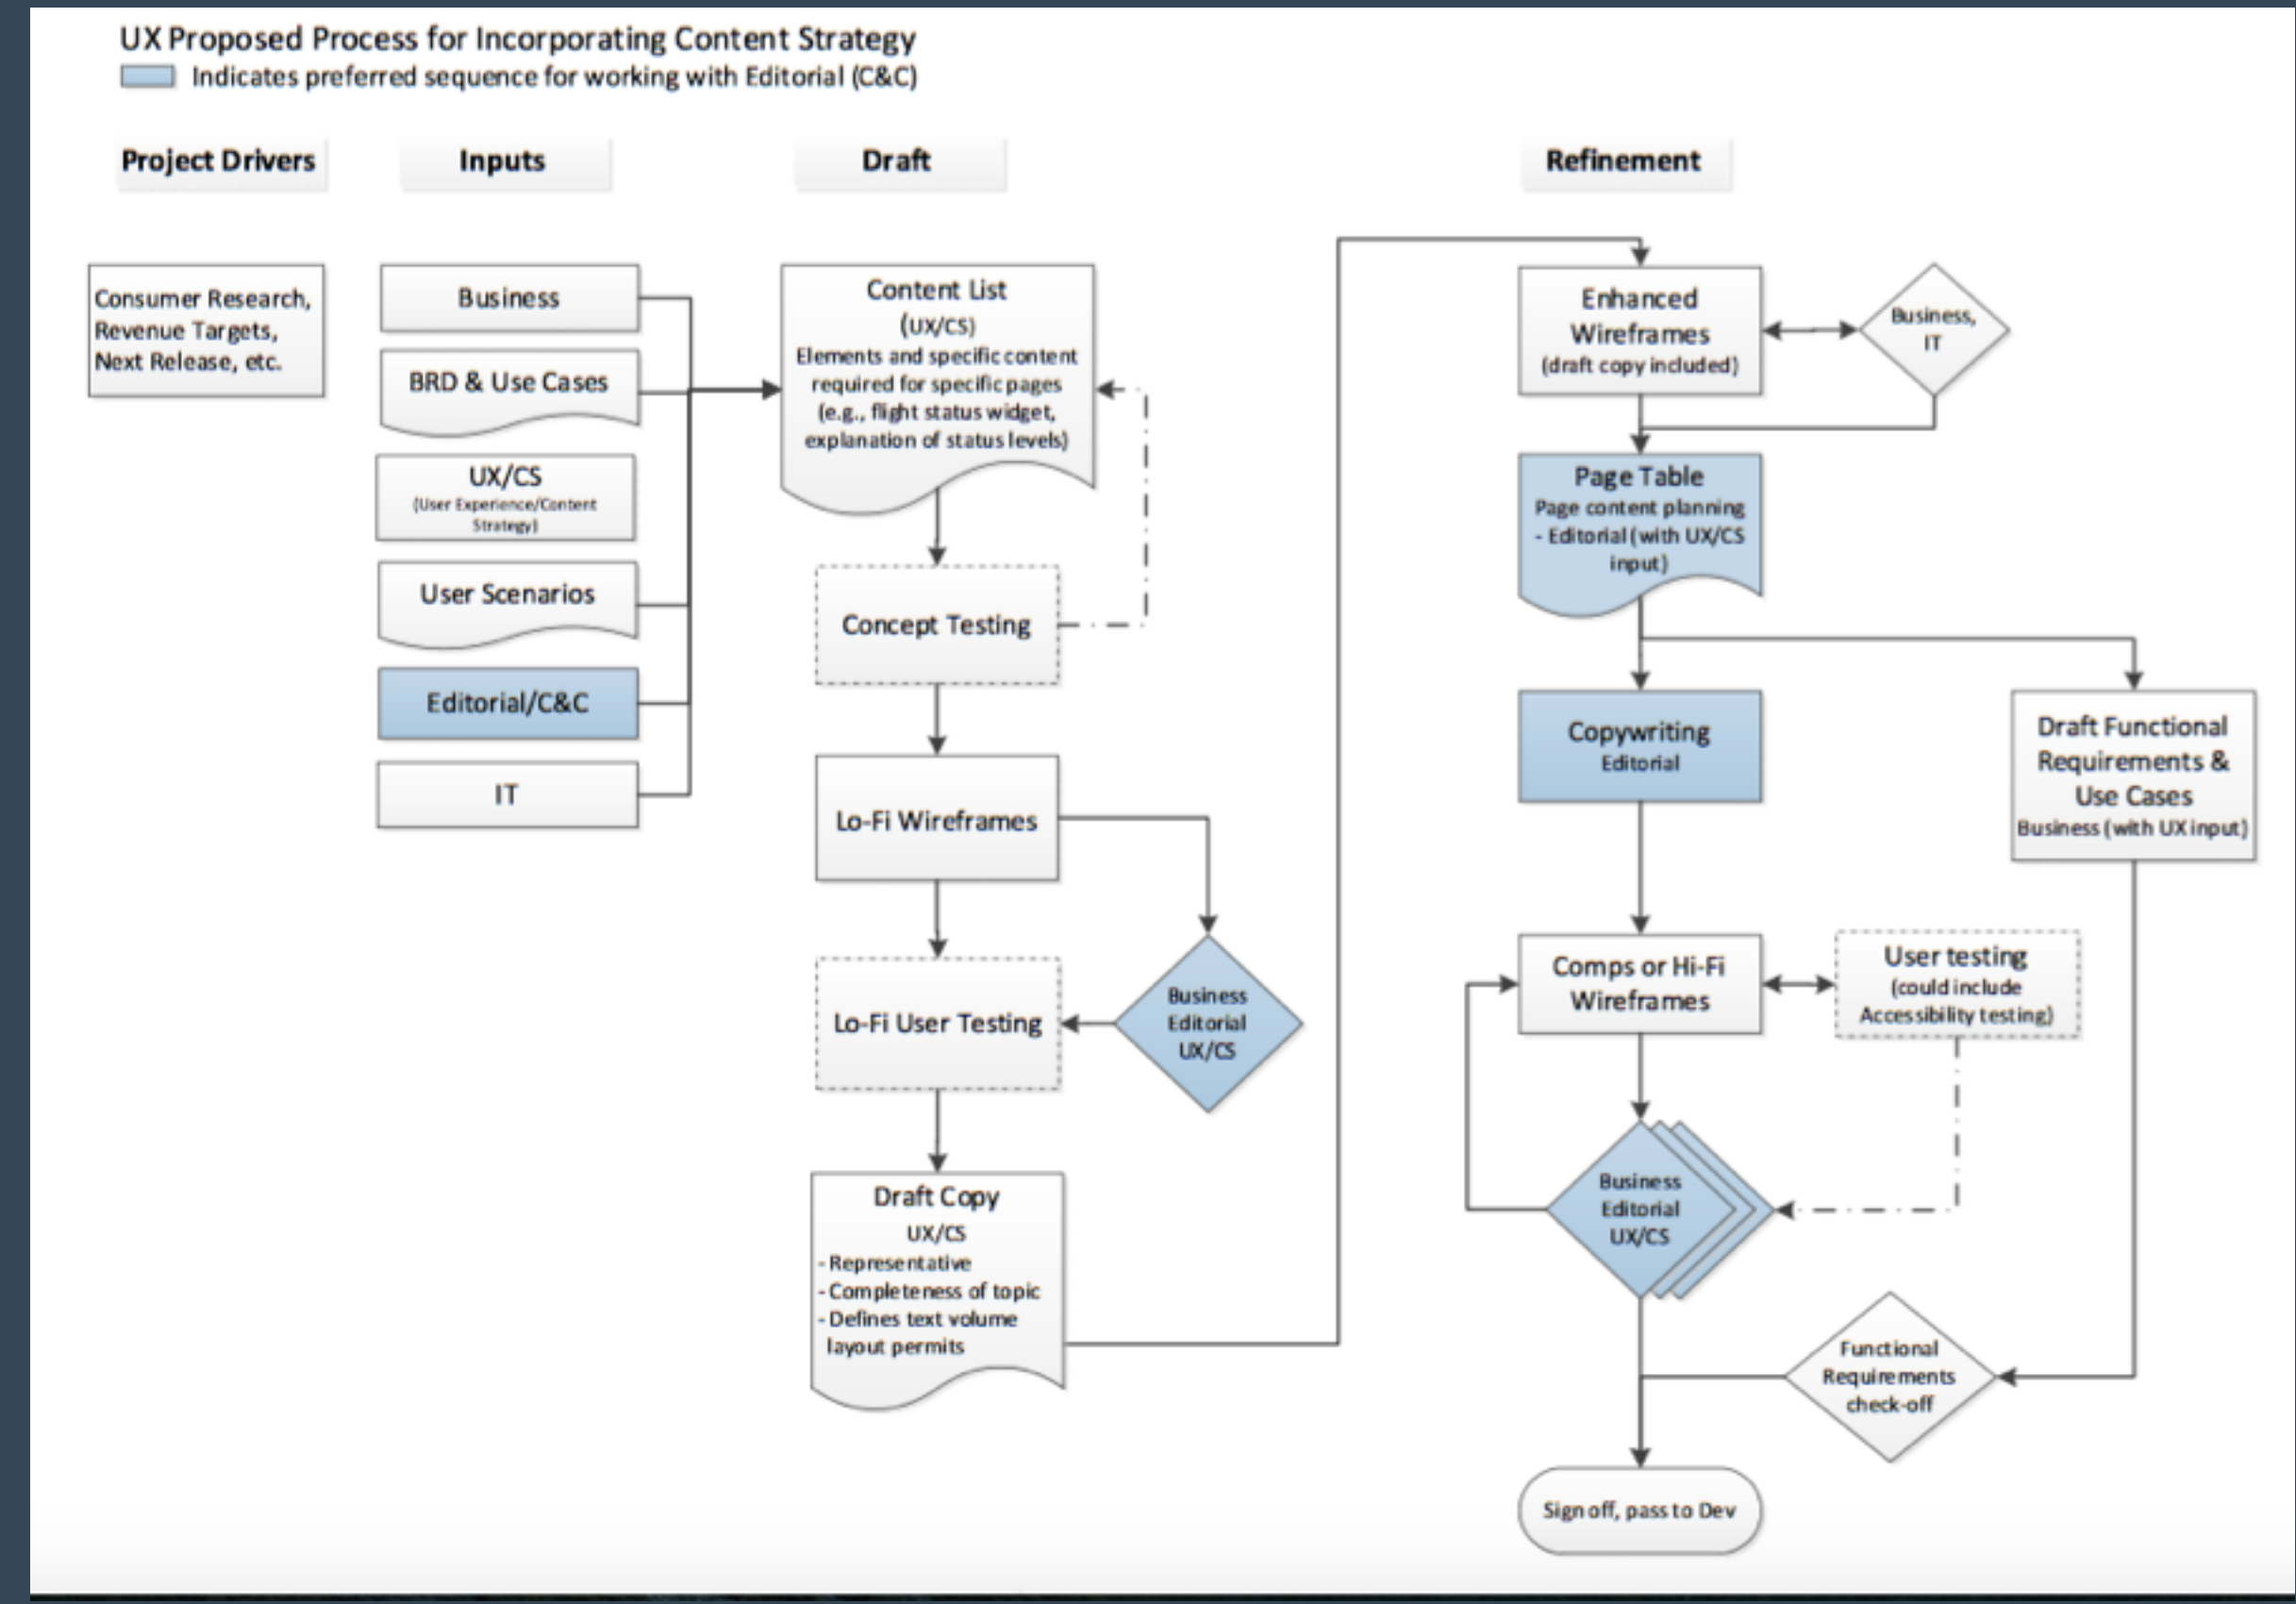 UX Proposed Process for Incorporating Content Strategy
Indicates preferred sequence for working with Editorial (C&C)
Project Drivers
Inputs
Draft
Refinement
Consumer Research,
Revenue Targets,
Next Release, etc.
Business
BRD & Use Cases
UX/CS
(User Experience/Content
Strategy)
User Scenarios
Editorial/C&C
IT
Content List
(UX/CS)
Elements and specific content
required for specific pages
(e.g., flight status widget,
explanation of status levels)
Concept Testing
Lo-Fi Wireframes
Lo-Fi User Testing
Business
Editorial
UX/CS
Draft Copy
UX/CS
- Representative
- Completeness of topic
- Defines text volume
layout permits
Enhanced
Wireframes
(draft copy included)
Business,
IT
Page Table
Page content planning
- Editorial (with UX/CS
input)
Copywriting
Editorial
Draft Functional
Requirements &
Use Cases
Business (with UX input)
Comps or Hi-Fi
Wireframes
User testing
(could include
Accessibility testing)
Business
Editorial
UX/CS
Functional
Requirements
check-off
Sign off, pass to Dev